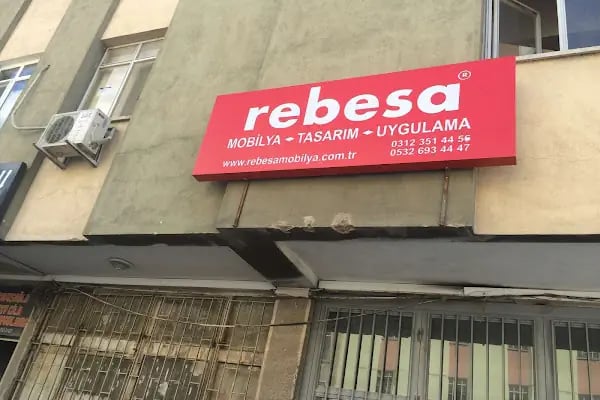 rebesa ®
MOBİLYA - TASARIM - UYGULAMA
0312 351 44 56
www.rebesamobilya.com.tr 0532 693 44 47